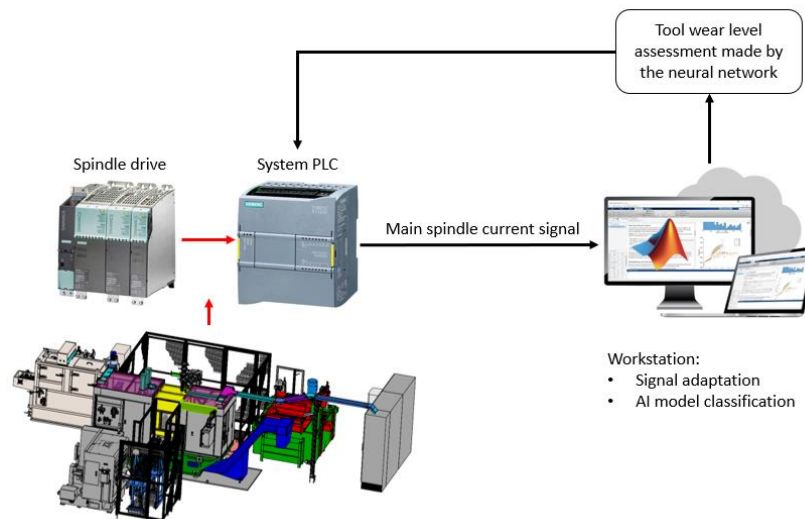 Tool wear level
assessment made by
the neural network
Spindle drive
System PLC
Main spindle current signal
Workstation:
• Signal adaptation
• AI model classification